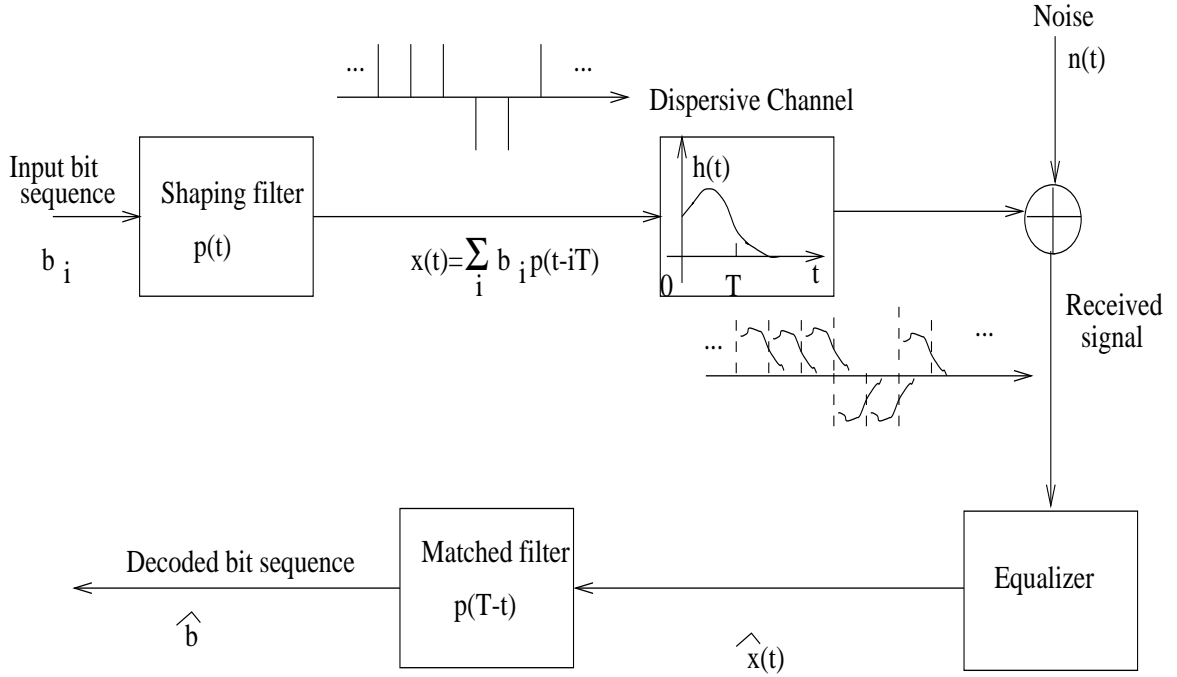 Noise
n(t)
...
...
Dispersive Channel
Input bit
sequence
b i
Shaping filter
p(t)
x(t)=∑ b i p(t-iT)
i
h(t)
0
T
t
Received
signal
...
...
Decoded bit sequence
b̂
Matched filter
p(T-t)
x̂(t)
Equalizer